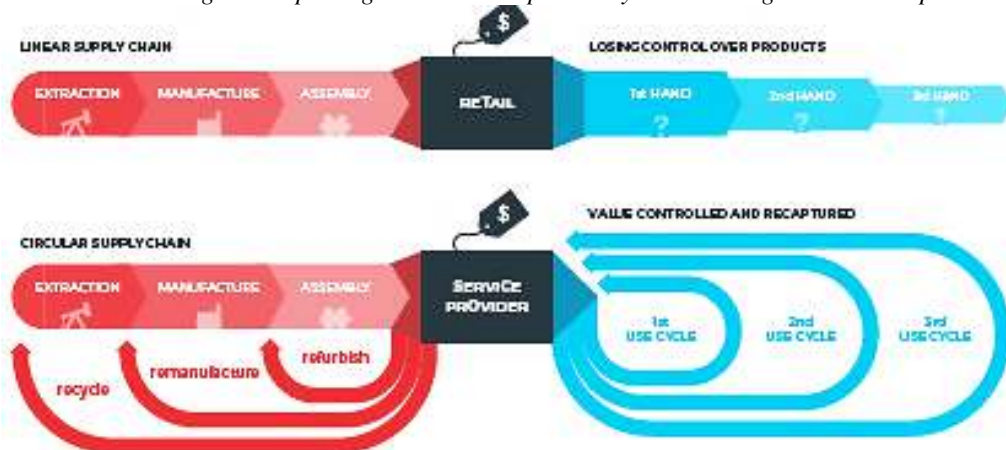 LINEAR SUPPLY CHAIN
LOSING CONTROL OVER PRODUCTS
$
EXTRACTION
MANUFACTURE
ASSEMBLY
RETAIL
1st HAND
?
2nd HAND
?
3rd HAND
CIRCULAR SUPPLY CHAIN
VALUE CONTROLLED AND RECAPTURED
$
EXTRACTION
MANUFACTURE
ASSEMBLY
SERVICE
PROVIDER
1st
USE CYCLE
2nd
USE CYCLE
3rd
USE CYCLE
recycle
remanufacture
refurbish